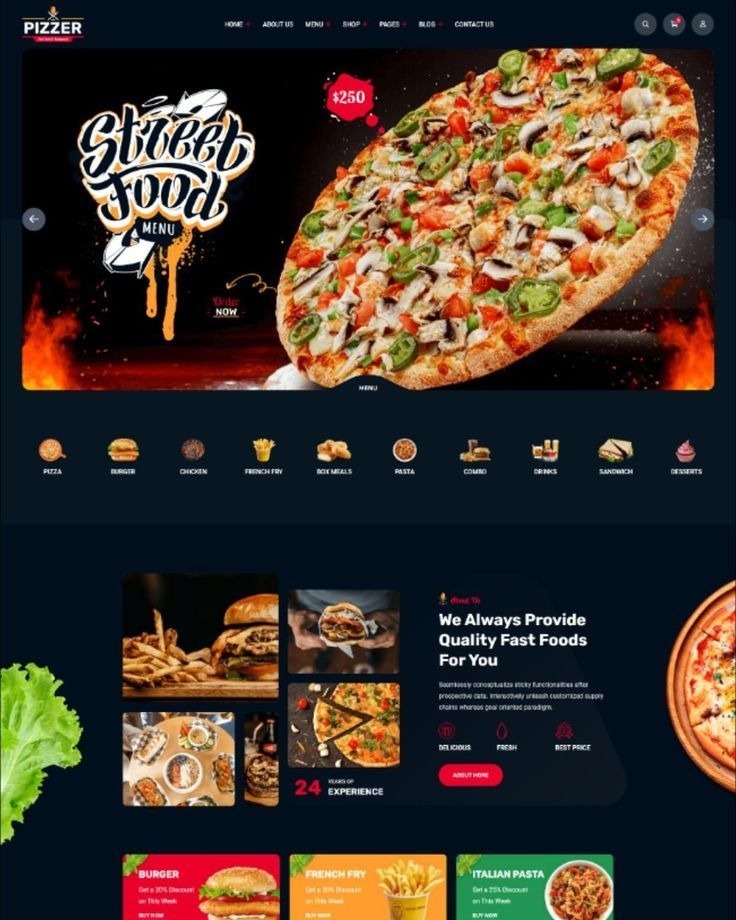 PIZZER
HOME + ABOUT US MENU + SHOP + PAGES + BLOG + CONTACT US
$250
Street
Food
MENU
Order
NOW
MENU
PIZZA BURGER CHICKEN FRENCH FRY BOX MEALS PASTA COMBO DRINKS SANDWICH DESSERTS
About Us
We Always Provide
Quality Fast Foods
For You
Seamlessly conceptualize sticky functionalities after
prospective data. Interactively unleash customized supply
chains whereas goal oriented paradigm.
DELICIOUS FRESH BEST PRICE
ABOUT MORE
24 YEARS OF
EXPERIENCE
BURGER
Get a 20% Discount
on This Week
BUY NOW
FRENCH FRY
Get a 30% Discount
on This Week
BUY NOW
ITALIAN PASTA
Get a 25% Discount
on This Week
BUY NOW